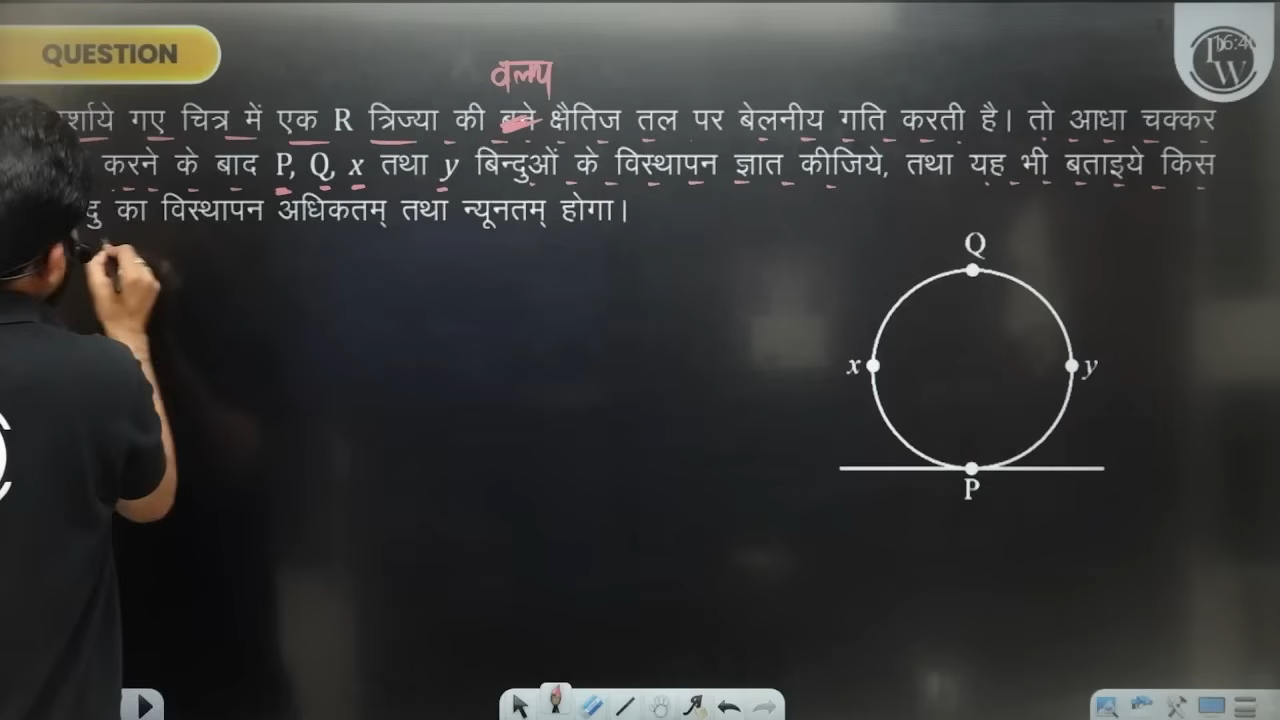 QUESTION
वलय
र्शाये गए चित्र में एक R त्रिज्या की क्षैतिज तल पर बेलनीय गति करती है। तो आधा चक्कर
करने के बाद P, Q, x तथा y बिन्दुओं के विस्थापन ज्ञात कीजिये, तथा यह भी बताइये किस
का विस्थापन अधिकतम् तथा न्यूनतम् होगा।
Q
x
y
P